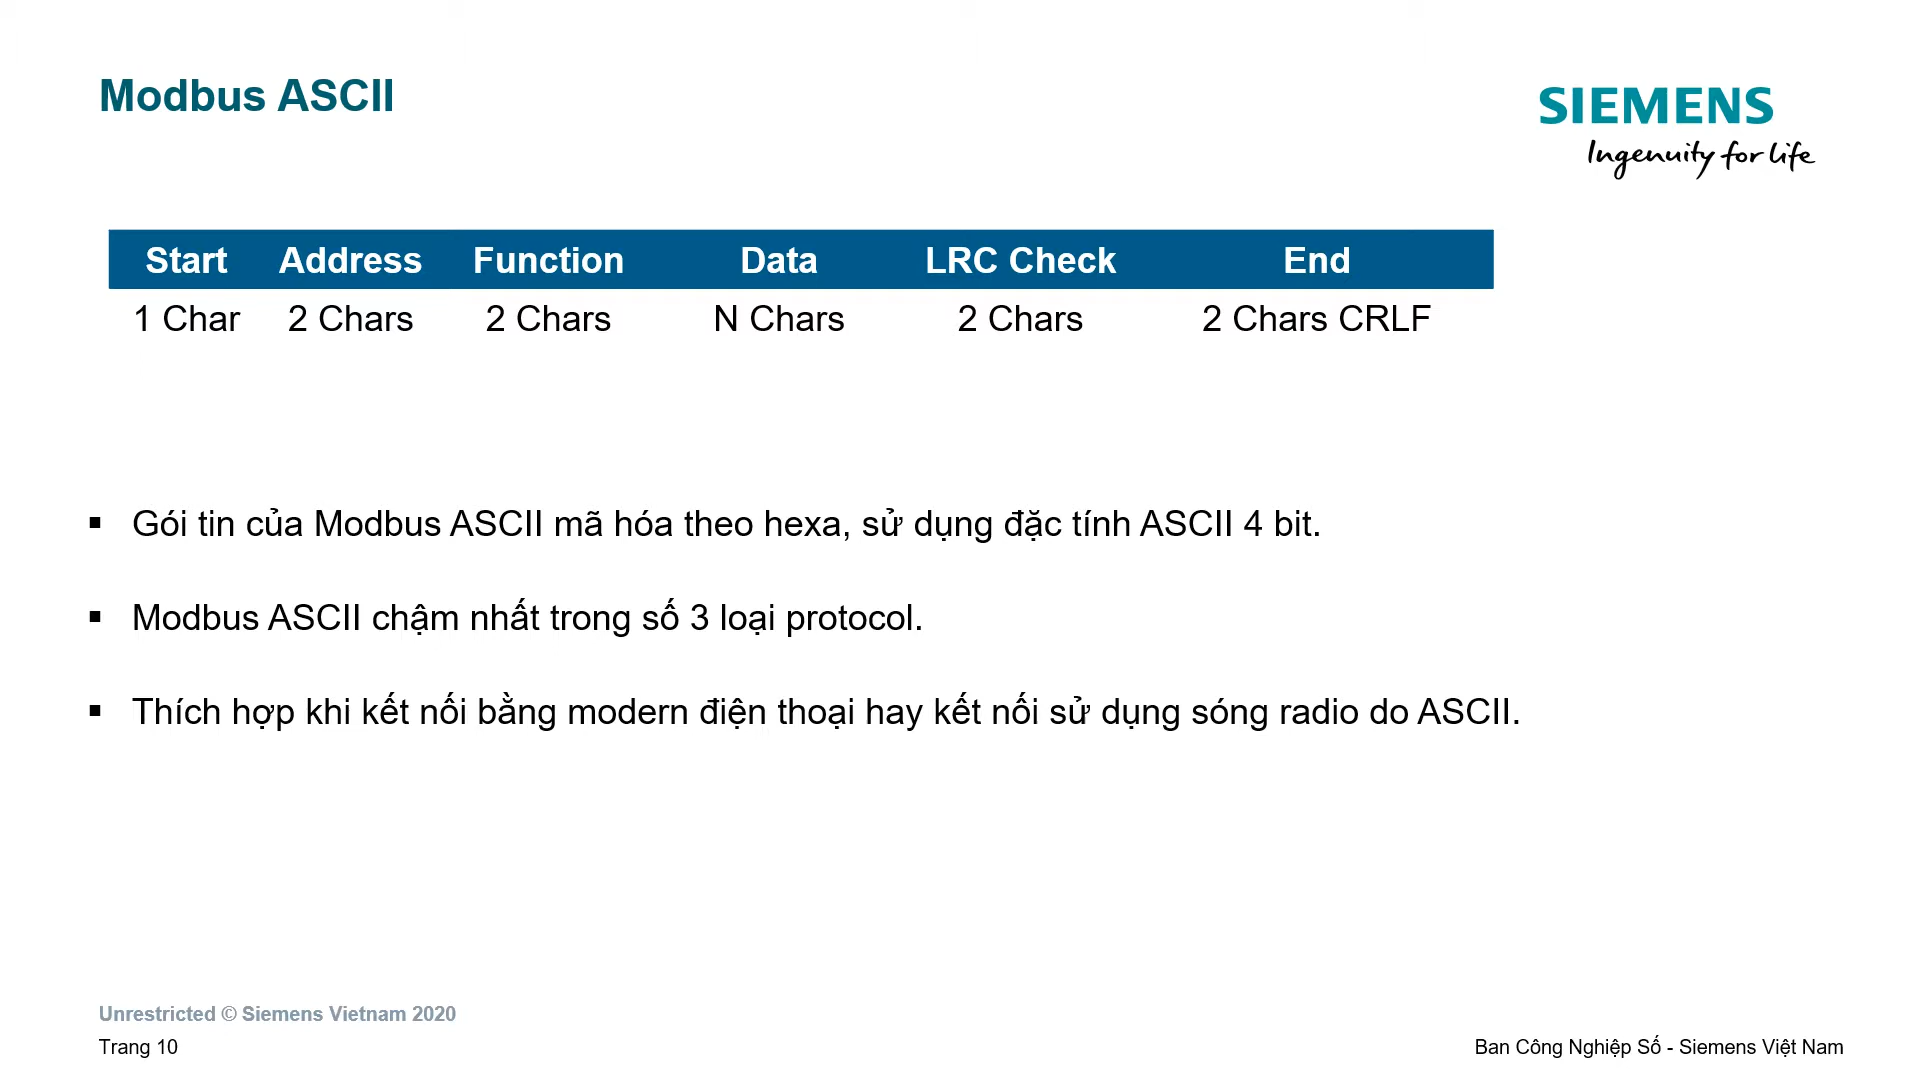 Modbus ASCII
SIEMENS
Ingenuity for life
Start Address Function Data LRC Check End
1 Char 2 Chars 2 Chars N Chars 2 Chars 2 Chars CRLF
▪ Gói tin của Modbus ASCII mã hóa theo hexa, sử dụng đặc tính ASCII 4 bit.
▪ Modbus ASCII chậm nhất trong số 3 loại protocol.
▪ Thích hợp khi kết nối bằng modern điện thoại hay kết nối sử dụng sóng radio do ASCII.
Unrestricted © Siemens Vietnam 2020
Trang 10
Ban Công Nghiệp Số - Siemens Việt Nam